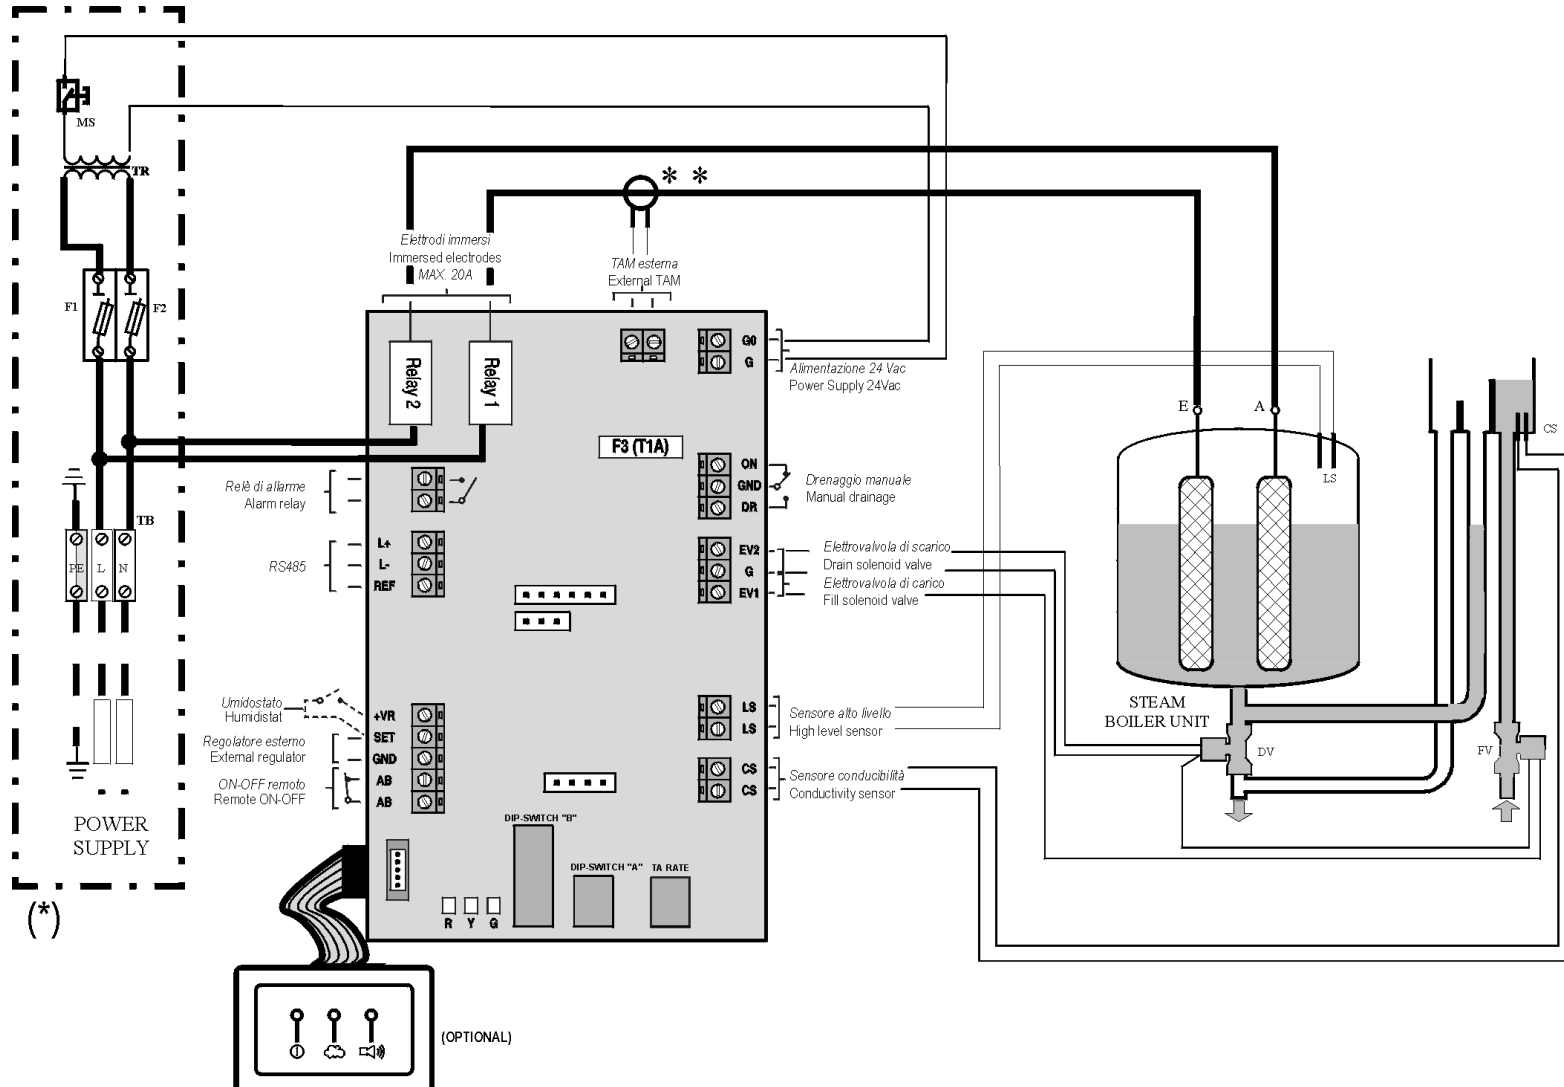 MS
TR
* *
Elettrodi immersi
Immersed electrodes
MAX. 20A
TAM esterna
External TAM
F1
F2
Relay 2
Relay 1
G0
G
Alimentazione 24 Vac
Power Supply 24Vac
E
A
CS
LS
F3 (T1A)
ON
GND
DR
Drenaggio manuale
Manual drainage
Relè di allarme
Alarm relay
TB
PE
L
N
L+
L-
REF
RS485
EV2
G
EV1
Elettrovalvola di scarico
Drain solenoid valve
Elettrovalvola di carico
Fill solenoid valve
Umidostato
Humidistat
Regolatore esterno
External regulator
ON-OFF remoto
Remote ON-OFF
+VR
SET
GND
AB
AB
LS
LS
Sensore alto livello
High level sensor
CS
CS
Sensore conducibilità
Conductivity sensor
STEAM
BOILER UNIT
DV
FV
POWER
SUPPLY
(*)
DIP-SWITCH "B"
DIP-SWITCH "A"
TA RATE
R
Y
G
(OPTIONAL)